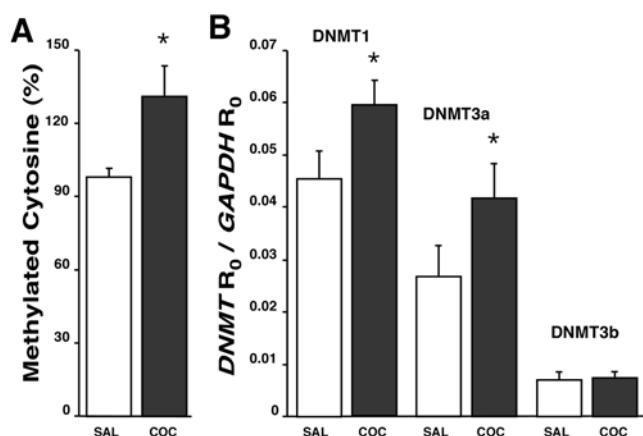 A
Methylated Cytosine (%)
150
120
90
60
30
0
SAL COC
*
B
DNMT R0 / GAPDH R0
0.07
0.06
0.05
0.04
0.03
0.02
0.01
0
DNMT1
*
DNMT3a
*
DNMT3b
SAL COC SAL COC SAL COC